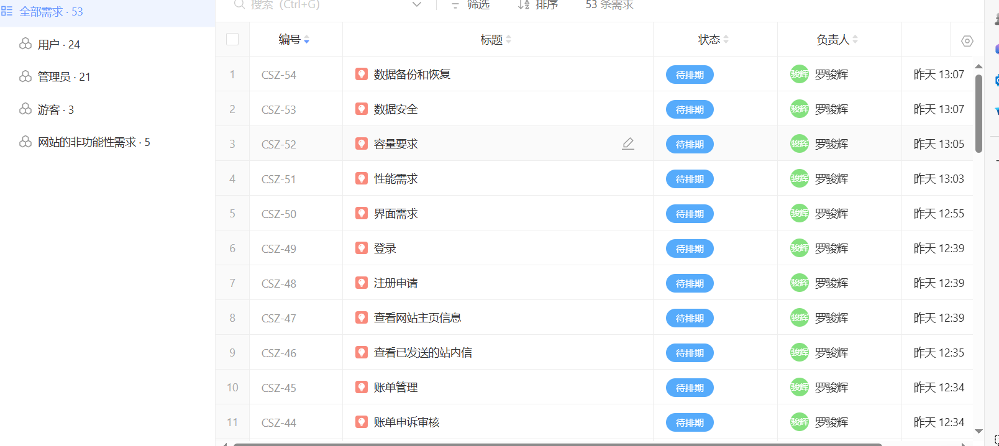 全部需求 · 53
用户 · 24
管理员 · 21
游客 · 3
网站的非功能性需求 · 5
搜索（Ctrl+G） 筛选 排序 53 条需求
编号 标题 状态 负责人
1 CSZ-54 数据备份和恢复 待排期 骏辉 罗骏辉 昨天 13:07
2 CSZ-53 数据安全 待排期 骏辉 罗骏辉 昨天 13:07
3 CSZ-52 容量要求 待排期 骏辉 罗骏辉 昨天 13:05
4 CSZ-51 性能需求 待排期 骏辉 罗骏辉 昨天 13:03
5 CSZ-50 界面需求 待排期 骏辉 罗骏辉 昨天 12:55
6 CSZ-49 登录 待排期 骏辉 罗骏辉 昨天 12:39
7 CSZ-48 注册申请 待排期 骏辉 罗骏辉 昨天 12:39
8 CSZ-47 查看网站主页信息 待排期 骏辉 罗骏辉 昨天 12:39
9 CSZ-46 查看已发送的站内信 待排期 骏辉 罗骏辉 昨天 12:35
10 CSZ-45 账单管理 待排期 骏辉 罗骏辉 昨天 12:34
11 CSZ-44 账单申诉审核 待排期 骏辉 罗骏辉 昨天 12:34